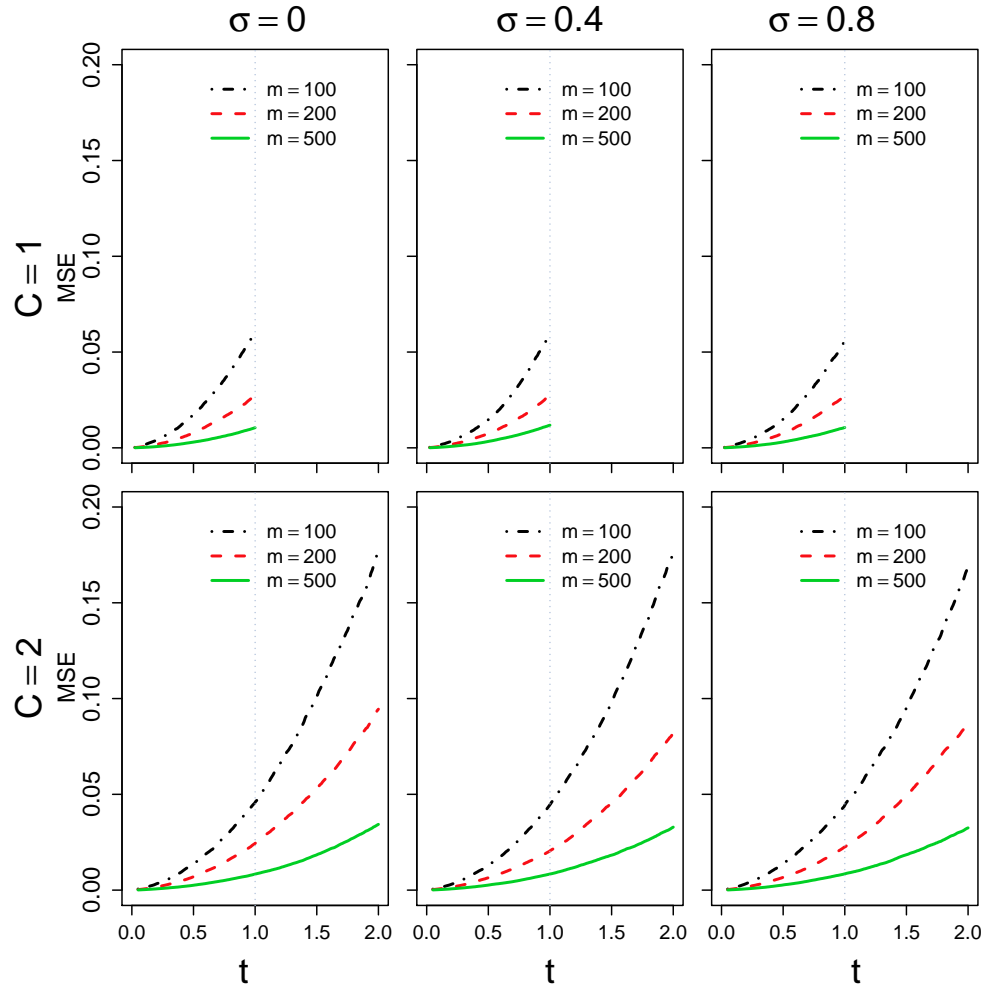 σ = 0
σ = 0.4
σ = 0.8
C = 1
MSE
0.20
0.15
0.10
0.05
0.00
m = 100
m = 200
m = 500
m = 100
m = 200
m = 500
m = 100
m = 200
m = 500
C = 2
MSE
0.20
0.15
0.10
0.05
0.00
m = 100
m = 200
m = 500
m = 100
m = 200
m = 500
m = 100
m = 200
m = 500
0.0 0.5 1.0 1.5 2.0
0.0 0.5 1.0 1.5 2.0
0.0 0.5 1.0 1.5 2.0
t
t
t